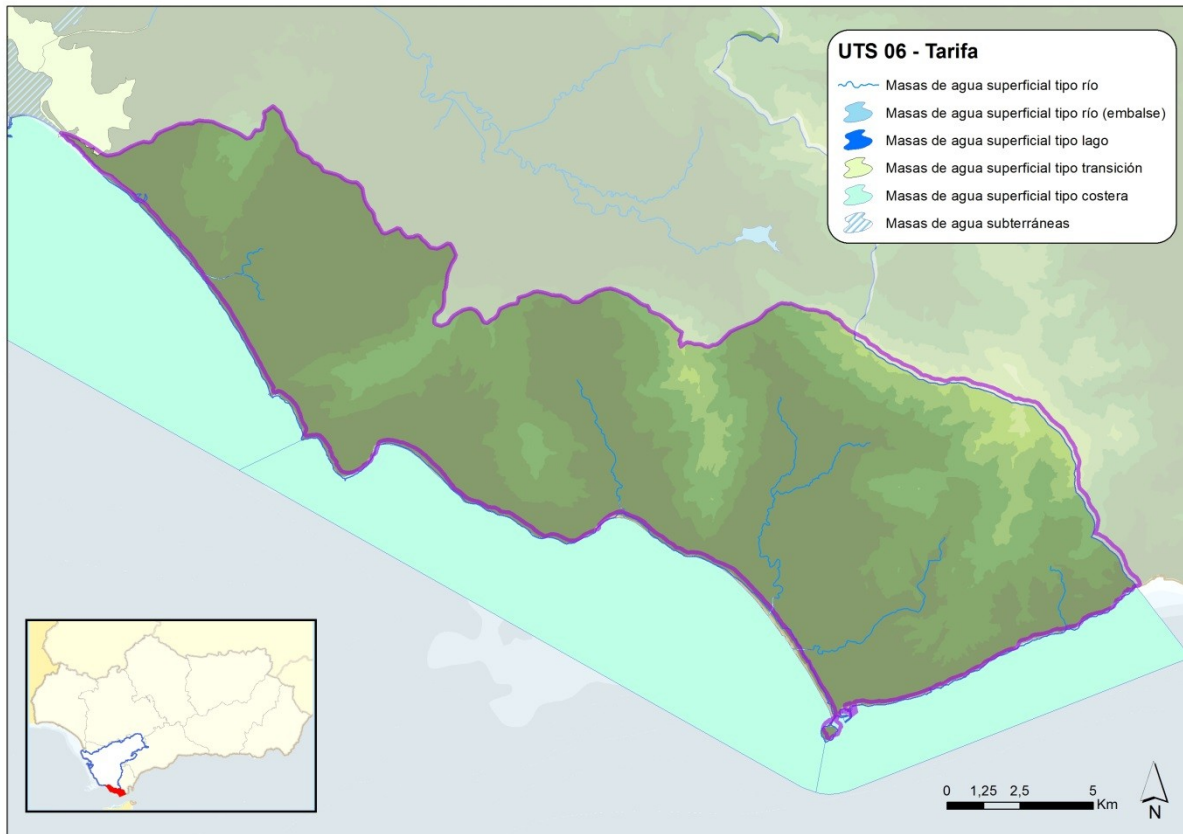 UTS 06 - Tarifa
Masas de agua superficial tipo río
Masas de agua superficial tipo río (embalse)
Masas de agua superficial tipo lago
Masas de agua superficial tipo transición
Masas de agua superficial tipo costera
Masas de agua subterráneas
0 1,25 2,5 5
Km
N